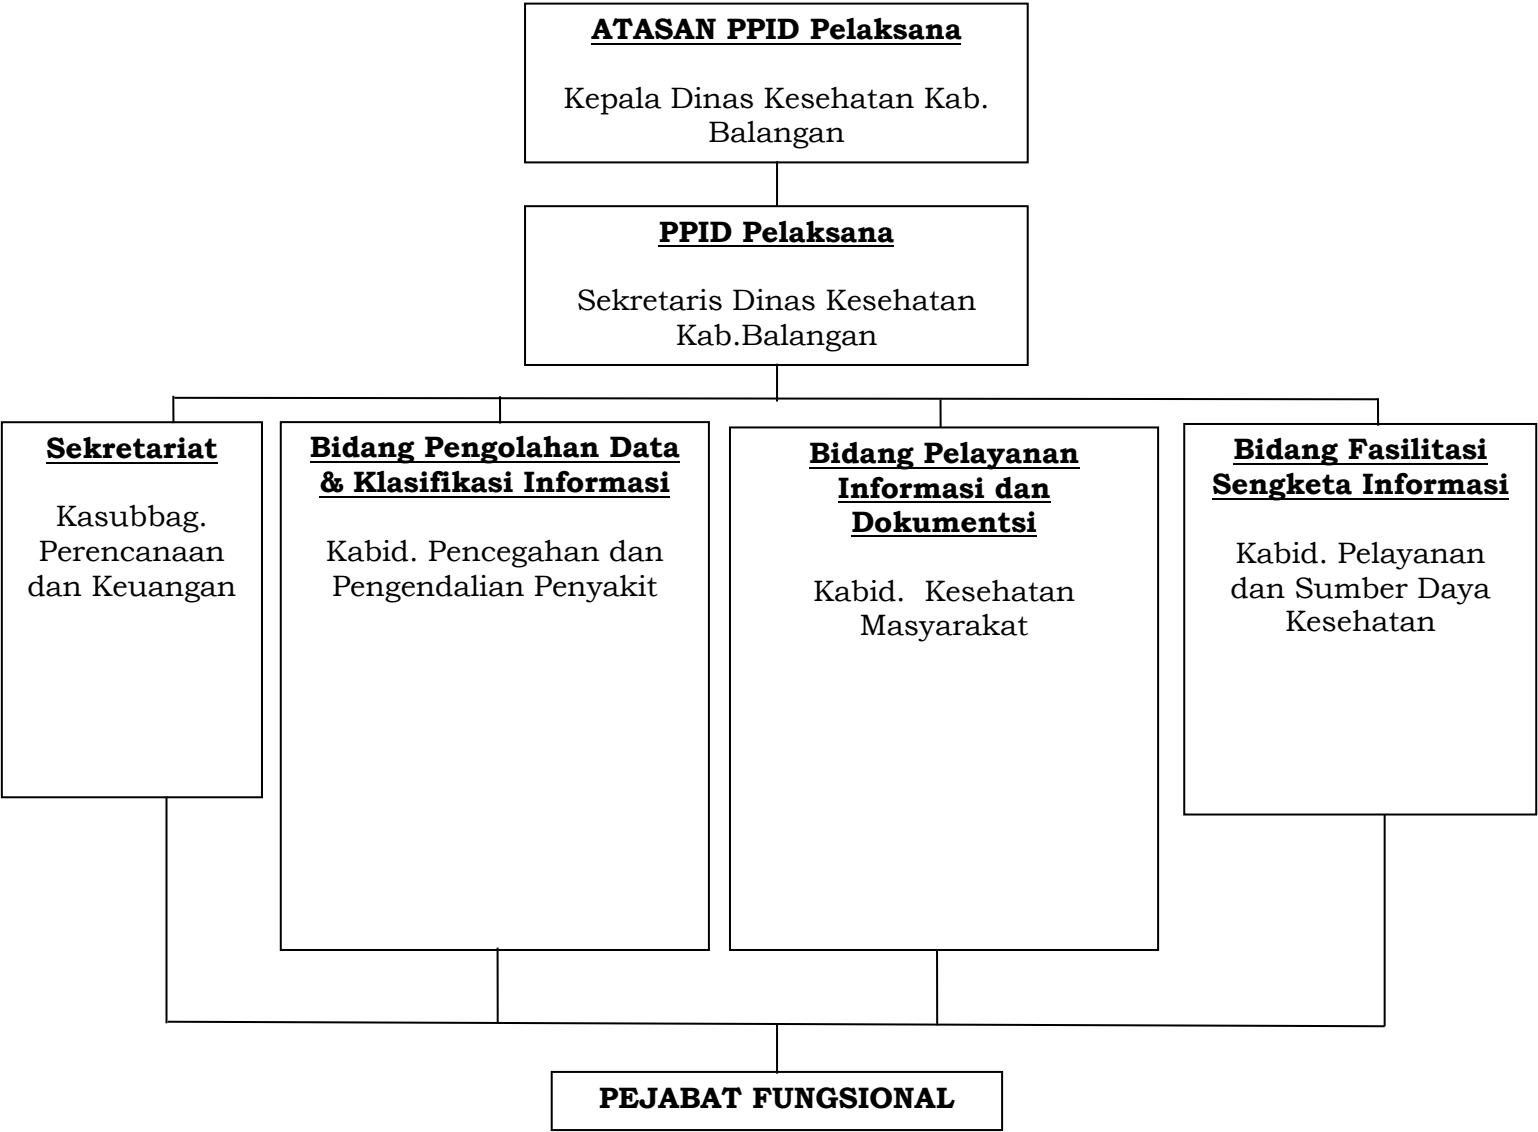 ATASAN PPID Pelaksana
Kepala Dinas Kesehatan Kab.
Balangan
PPID Pelaksana
Sekretaris Dinas Kesehatan
Kab.Balangan
Sekretariat
Kasubbag.
Perencanaan
dan Keuangan
Bidang Pengolahan Data
& Klasifikasi Informasi
Kabid. Pencegahan dan
Pengendalian Penyakit
Bidang Pelayanan
Informasi dan
Dokumentsi
Kabid.  Kesehatan
Masyarakat
Bidang Fasilitasi
Sengketa Informasi
Kabid. Pelayanan
dan Sumber Daya
Kesehatan
PEJABAT FUNGSIONAL